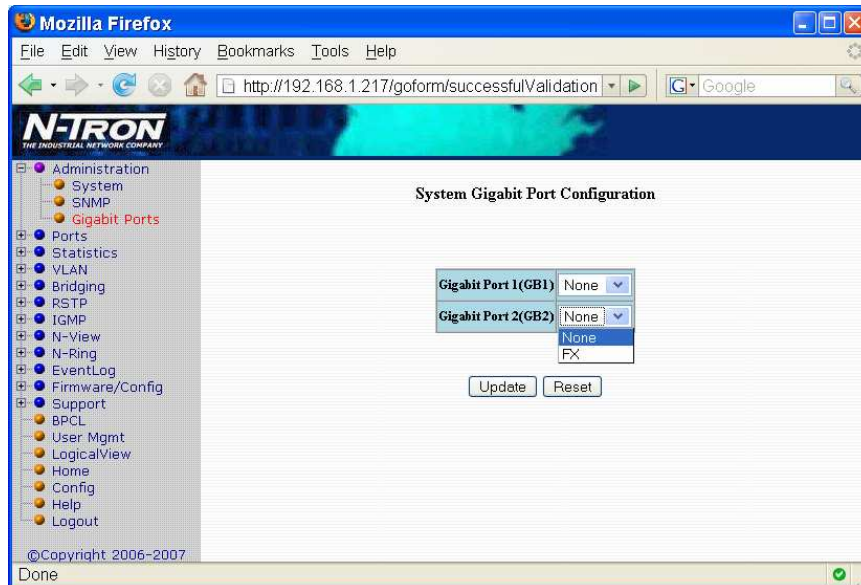 Mozilla Firefox
File Edit View History Bookmarks Tools Help
http://192.168.1.217/goform/successfulValidation
G Google
N-TRON
THE INDUSTRIAL NETWORK COMPANY
Administration
System
SNMP
Gigabit Ports
Ports
Statistics
VLAN
Bridging
RSTP
IGMP
N-View
N-Ring
EventLog
Firmware/Config
Support
BPCL
User Mgmt
LogicalView
Home
Config
Help
Logout
©Copyright 2006-2007
System Gigabit Port Configuration
Gigabit Port 1(GB1) None
Gigabit Port 2(GB2) None
None
FX
Update Reset
Done